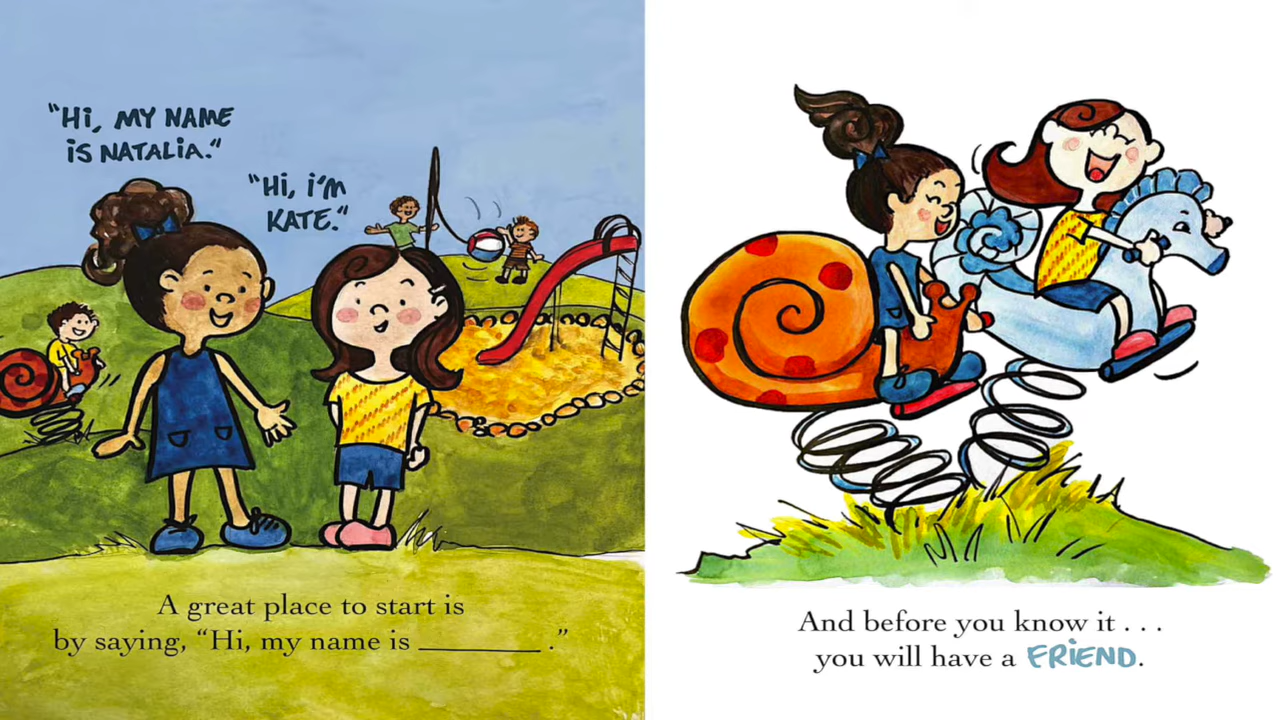 "Hi, MY NAME
iS NATALiA."
"Hi, i'M
KATE."
A great place to start is
by saying, “Hi, my name is ________ .”
And before you know it . . .
you will have a FRiEND.